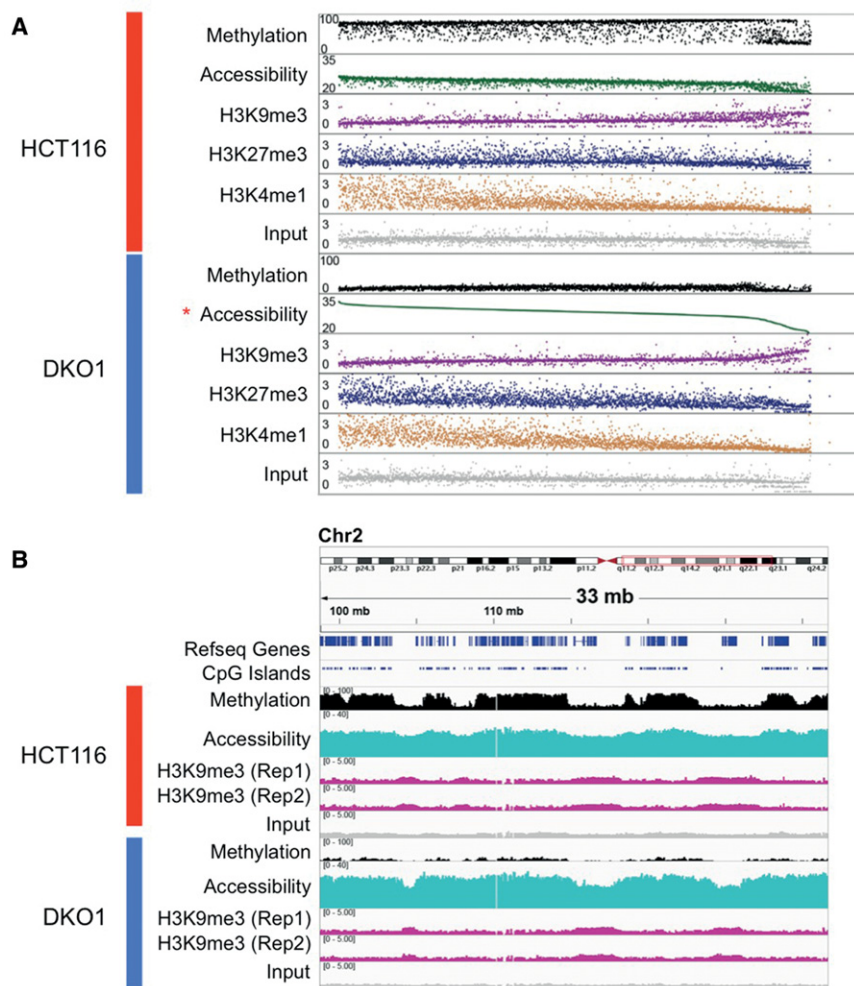 A
HCT116
Methylation
100
0
Accessibility
35
20
H3K9me3
3
0
H3K27me3
3
0
H3K4me1
3
0
Input
3
0
DKO1
Methylation
100
0
* Accessibility
35
20
H3K9me3
3
0
H3K27me3
3
0
H3K4me1
3
0
Input
3
0
B
Chr2
p25.2 p24.3 p23.3 p22.3 p21 p16.2 p15 p13.2 p11.2 q11.2 q12.3 q14.2 q21.1 q22.1 q23.1 q24.2
33 mb
100 mb 110 mb
Refseq Genes
CpG Islands
HCT116
Methylation [0 - 100]
Accessibility [0 - 40]
H3K9me3 (Rep1) [0 - 5.00]
H3K9me3 (Rep2) [0 - 5.00]
Input [0 - 5.00]
DKO1
Methylation [0 - 100]
Accessibility [0 - 40]
H3K9me3 (Rep1) [0 - 5.00]
H3K9me3 (Rep2) [0 - 5.00]
Input [0 - 5.00]